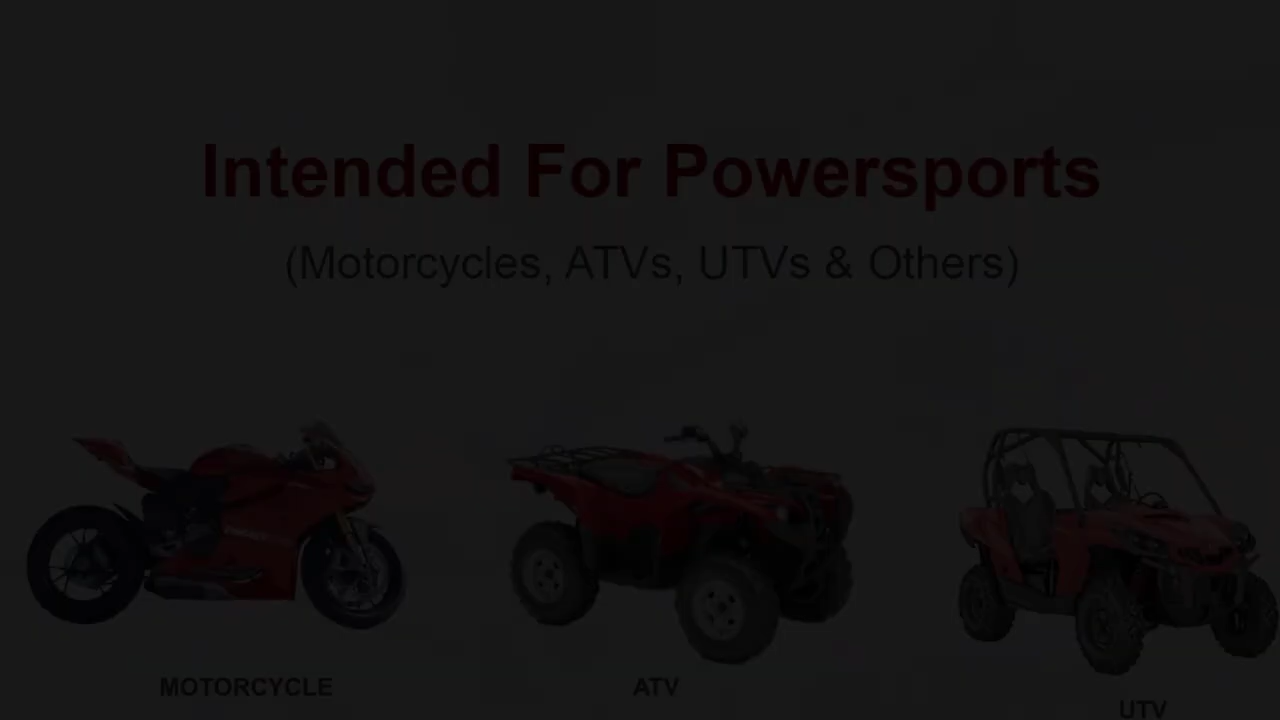 Intended For Powersports
(Motorcycles, ATVs, UTVs & Others)
MOTORCYCLE
ATV
UTV